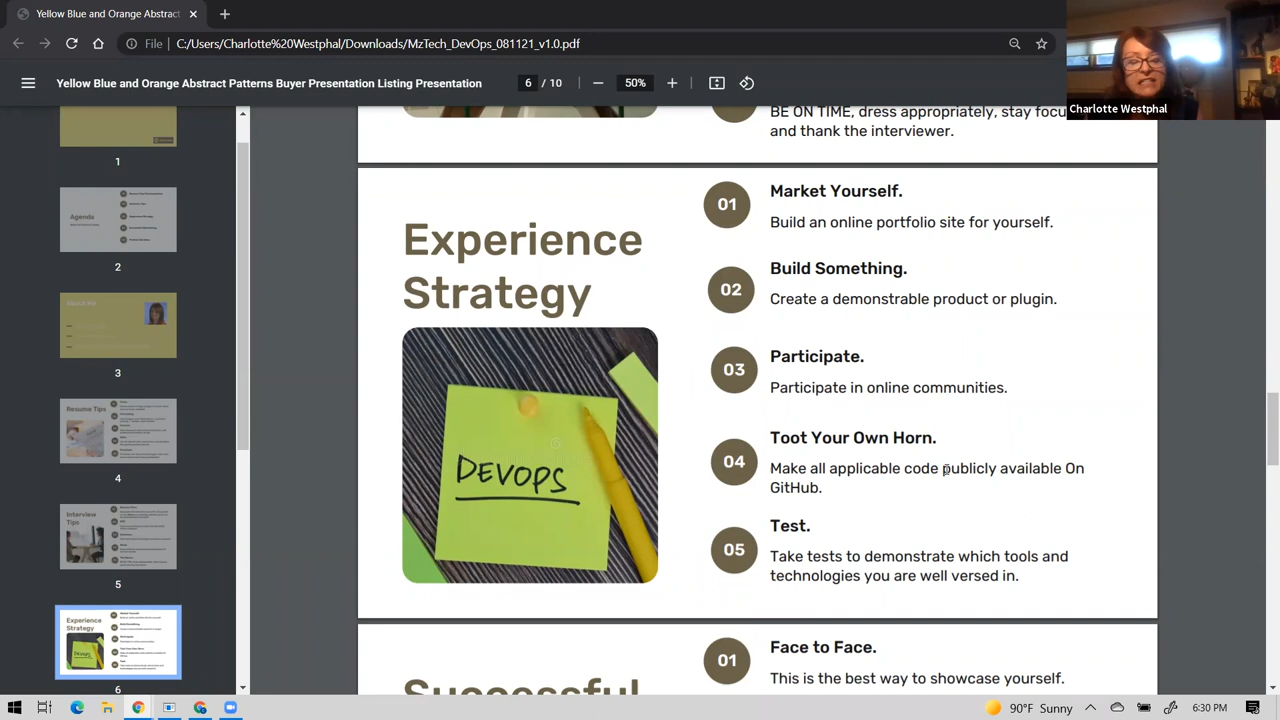 Yellow Blue and Orange Abstract
File
C:/Users/Charlotte%20Westphal/Downloads/MzTech_DevOps_081121_v1.0.pdf
Yellow Blue and Orange Abstract Patterns Buyer Presentation Listing Presentation
6 / 10
50%
Charlotte Westphal
1
Agenda
2
3
Resume Tips
4
Interview
Tips
5
Experience
Strategy
6
BE ON TIME, dress appropriately, stay focu
and thank the interviewer.
Experience
Strategy
DEVOPS
01
Market Yourself.
Build an online portfolio site for yourself.
02
Build Something.
Create a demonstrable product or plugin.
03
Participate.
Participate in online communities.
04
Toot Your Own Horn.
Make all applicable code publicly available On
GitHub.
05
Test.
Take tests to demonstrate which tools and
technologies you are well versed in.
Successful
01
Face to Face.
This is the best way to showcase yourself.
90°F Sunny
6:30 PM